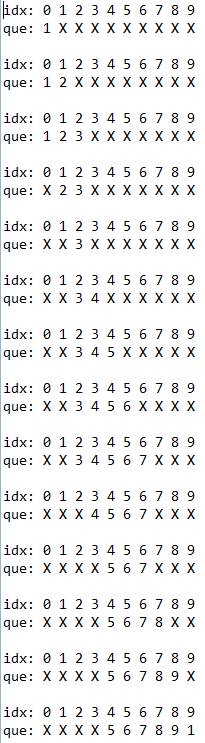 idx: 0 1 2 3 4 5 6 7 8 9
que: 1 X X X X X X X X X
idx: 0 1 2 3 4 5 6 7 8 9
que: 1 2 X X X X X X X X
idx: 0 1 2 3 4 5 6 7 8 9
que: 1 2 3 X X X X X X X
idx: 0 1 2 3 4 5 6 7 8 9
que: X 2 3 X X X X X X X
idx: 0 1 2 3 4 5 6 7 8 9
que: X X 3 X X X X X X X
idx: 0 1 2 3 4 5 6 7 8 9
que: X X 3 4 X X X X X X
idx: 0 1 2 3 4 5 6 7 8 9
que: X X 3 4 5 X X X X X
idx: 0 1 2 3 4 5 6 7 8 9
que: X X 3 4 5 6 X X X X
idx: 0 1 2 3 4 5 6 7 8 9
que: X X 3 4 5 6 7 X X X
idx: 0 1 2 3 4 5 6 7 8 9
que: X X X 4 5 6 7 X X X
idx: 0 1 2 3 4 5 6 7 8 9
que: X X X X 5 6 7 X X X
idx: 0 1 2 3 4 5 6 7 8 9
que: X X X X 5 6 7 8 X X
idx: 0 1 2 3 4 5 6 7 8 9
que: X X X X 5 6 7 8 9 X
idx: 0 1 2 3 4 5 6 7 8 9
que: X X X X 5 6 7 8 9 1